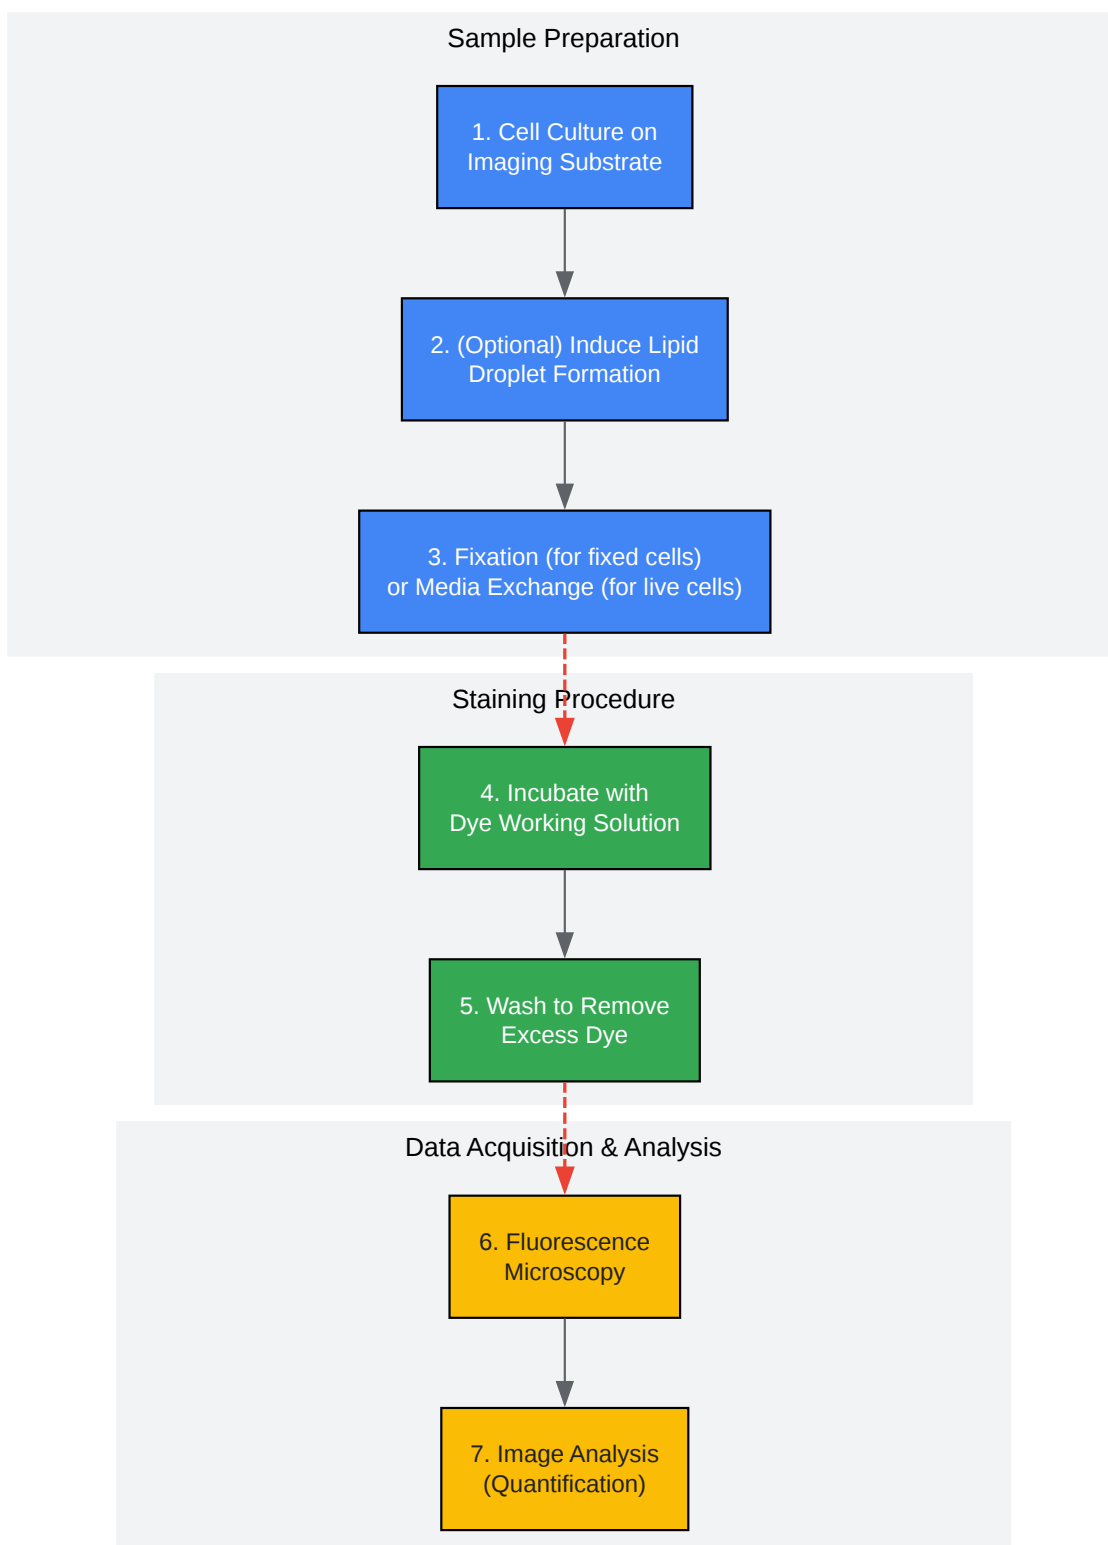 Sample Preparation
1. Cell Culture on
Imaging Substrate
2. (Optional) Induce Lipid
Droplet Formation
3. Fixation (for fixed cells)
or Media Exchange (for live cells)
Staining Procedure
4. Incubate with
Dye Working Solution
5. Wash to Remove
Excess Dye
Data Acquisition & Analysis
6. Fluorescence
Microscopy
7. Image Analysis
(Quantification)